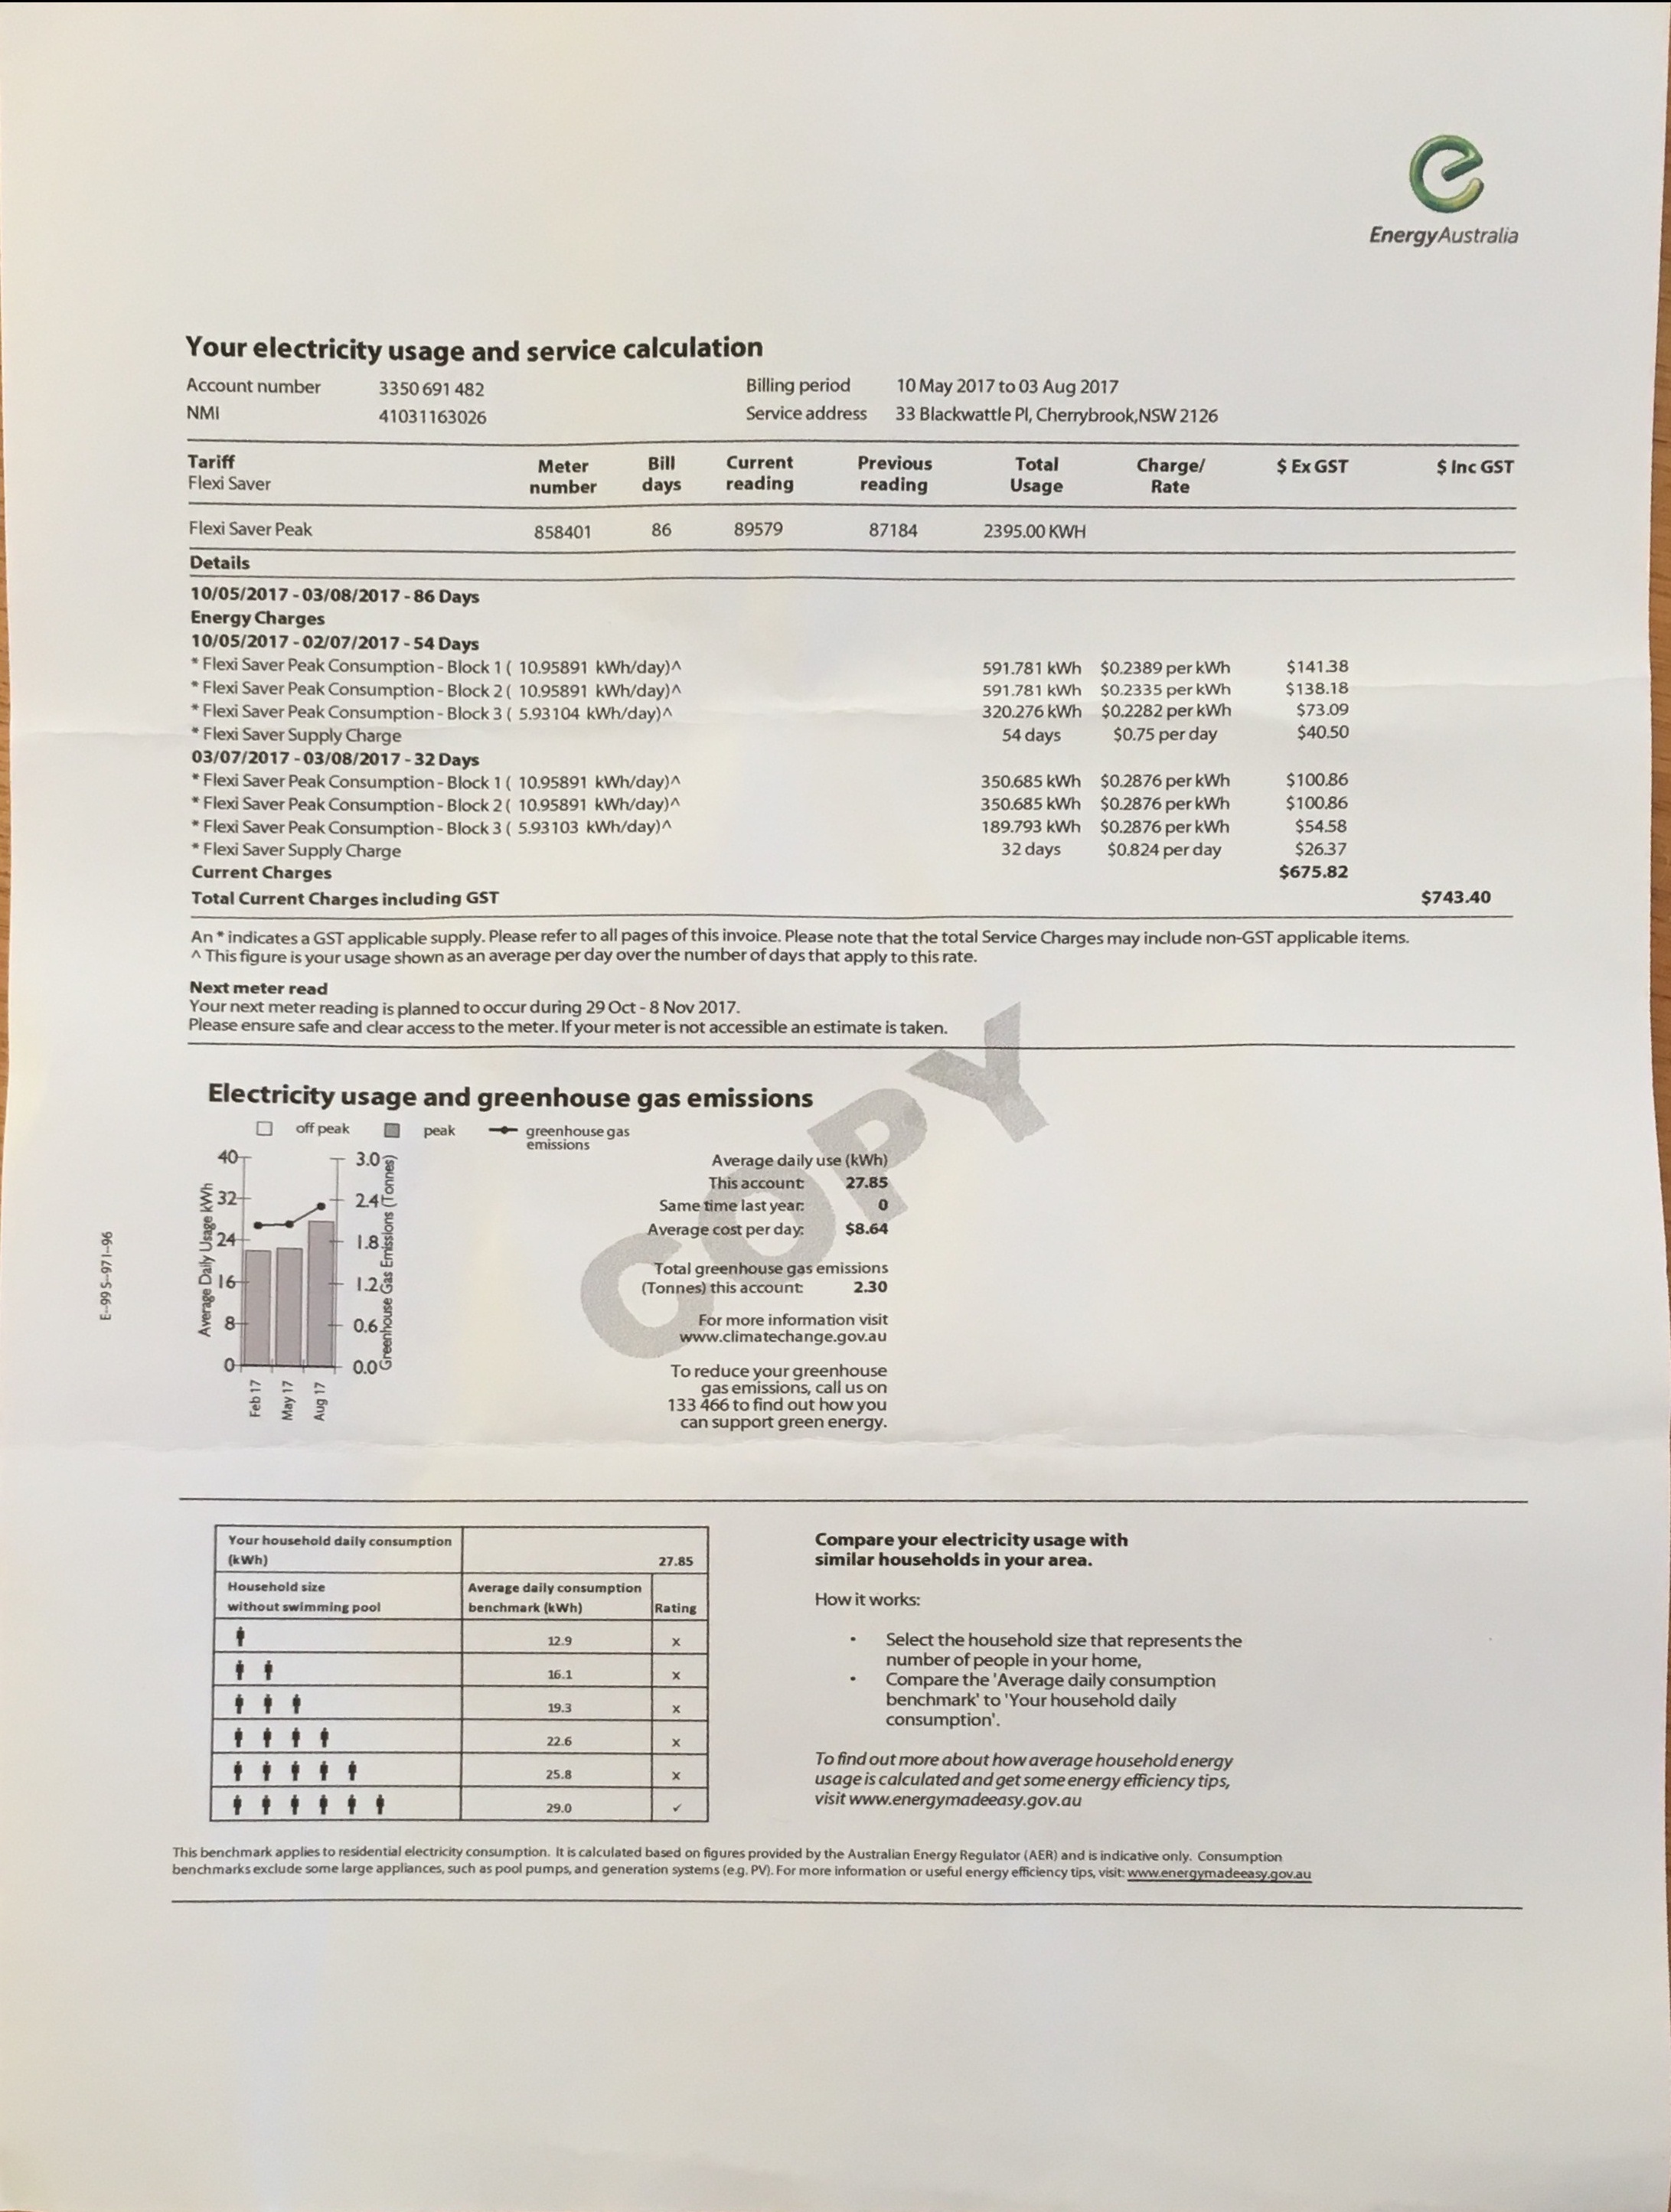 EnergyAustralia
Your electricity usage and service calculation
Account number 3350 691 482 Billing period 10 May 2017 to 03 Aug 2017
NMI 41031163026 Service address 33 Blackwattle Pl, Cherrybrook,NSW 2126
Tariff Meter Bill Current Previous Total Charge/ $ Ex GST $ Inc GST
Flexi Saver number days reading reading Usage Rate
Flexi Saver Peak 858401 86 89579 87184 2395.00 KWH
Details
10/05/2017 - 03/08/2017 - 86 Days
Energy Charges
10/05/2017 - 02/07/2017 - 54 Days
* Flexi Saver Peak Consumption - Block 1 ( 10.95891 kWh/day)^ 591.781 kWh $0.2389 per kWh $141.38
* Flexi Saver Peak Consumption - Block 2 ( 10.95891 kWh/day)^ 591.781 kWh $0.2335 per kWh $138.18
* Flexi Saver Peak Consumption - Block 3 ( 5.93104 kWh/day)^ 320.276 kWh $0.2282 per kWh $73.09
* Flexi Saver Supply Charge 54 days $0.75 per day $40.50
03/07/2017 - 03/08/2017 - 32 Days
* Flexi Saver Peak Consumption - Block 1 ( 10.95891 kWh/day)^ 350.685 kWh $0.2876 per kWh $100.86
* Flexi Saver Peak Consumption - Block 2 ( 10.95891 kWh/day)^ 350.685 kWh $0.2876 per kWh $100.86
* Flexi Saver Peak Consumption - Block 3 ( 5.93103 kWh/day)^ 189.793 kWh $0.2876 per kWh $54.58
* Flexi Saver Supply Charge 32 days $0.824 per day $26.37
Current Charges $675.82
Total Current Charges including GST $743.40
An * indicates a GST applicable supply. Please refer to all pages of this invoice. Please note that the total Service Charges may include non-GST applicable items.
^ This figure is your usage shown as an average per day over the number of days that apply to this rate.
Next meter read
Your next meter reading is planned to occur during 29 Oct - 8 Nov 2017.
Please ensure safe and clear access to the meter. If your meter is not accessible an estimate is taken.
COPY
Electricity usage and greenhouse gas emissions
off peak peak greenhouse gas
emissions
40 3.0
32 2.4
24 1.8
16 1.2
8 0.6
0 0.0
Average Daily Usage kWh
Greenhouse Gas Emissions (Tonnes)
Feb 17
May 17
Aug 17
Average daily use (kWh)
This account: 27.85
Same time last year: 0
Average cost per day: $8.64
Total greenhouse gas emissions
(Tonnes) this account: 2.30
For more information visit
www.climatechange.gov.au
To reduce your greenhouse
gas emissions, call us on
133 466 to find out how you
can support green energy.
E--99 S--97 I--96
Your household daily consumption
(kWh) 27.85
Household size Average daily consumption
without swimming pool benchmark (kWh) Rating
12.9 x
16.1 x
19.3 x
22.6 x
25.8 x
29.0 ✓
Compare your electricity usage with
similar households in your area.
How it works:
• Select the household size that represents the
number of people in your home,
• Compare the 'Average daily consumption
benchmark' to 'Your household daily
consumption'.
To find out more about how average household energy
usage is calculated and get some energy efficiency tips,
visit www.energymadeeasy.gov.au
This benchmark applies to residential electricity consumption. It is calculated based on figures provided by the Australian Energy Regulator (AER) and is indicative only. Consumption
benchmarks exclude some large appliances, such as pool pumps, and generation systems (e.g. PV). For more information or useful energy efficiency tips, visit: www.energymadeeasy.gov.au